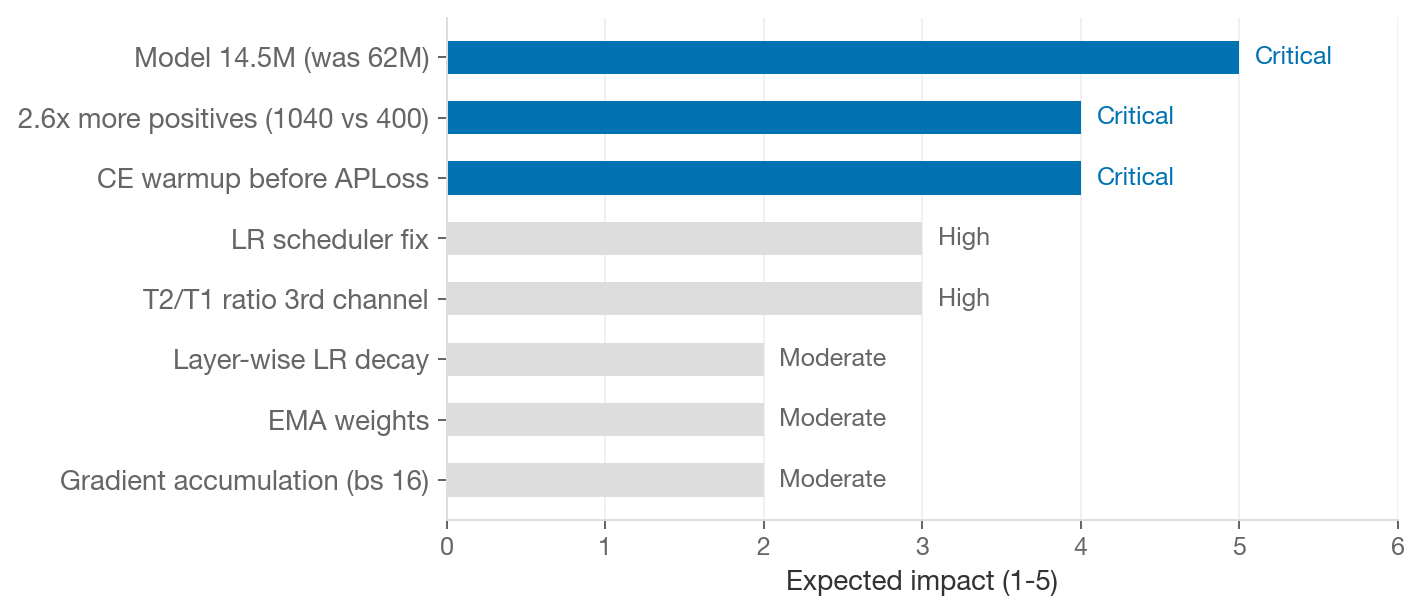 Model 14.5M (was 62M) Critical
2.6x more positives (1040 vs 400) Critical
CE warmup before APLoss Critical
LR scheduler fix High
T2/T1 ratio 3rd channel High
Layer-wise LR decay Moderate
EMA weights Moderate
Gradient accumulation (bs 16) Moderate
0 1 2 3 4 5 6
Expected impact (1-5)